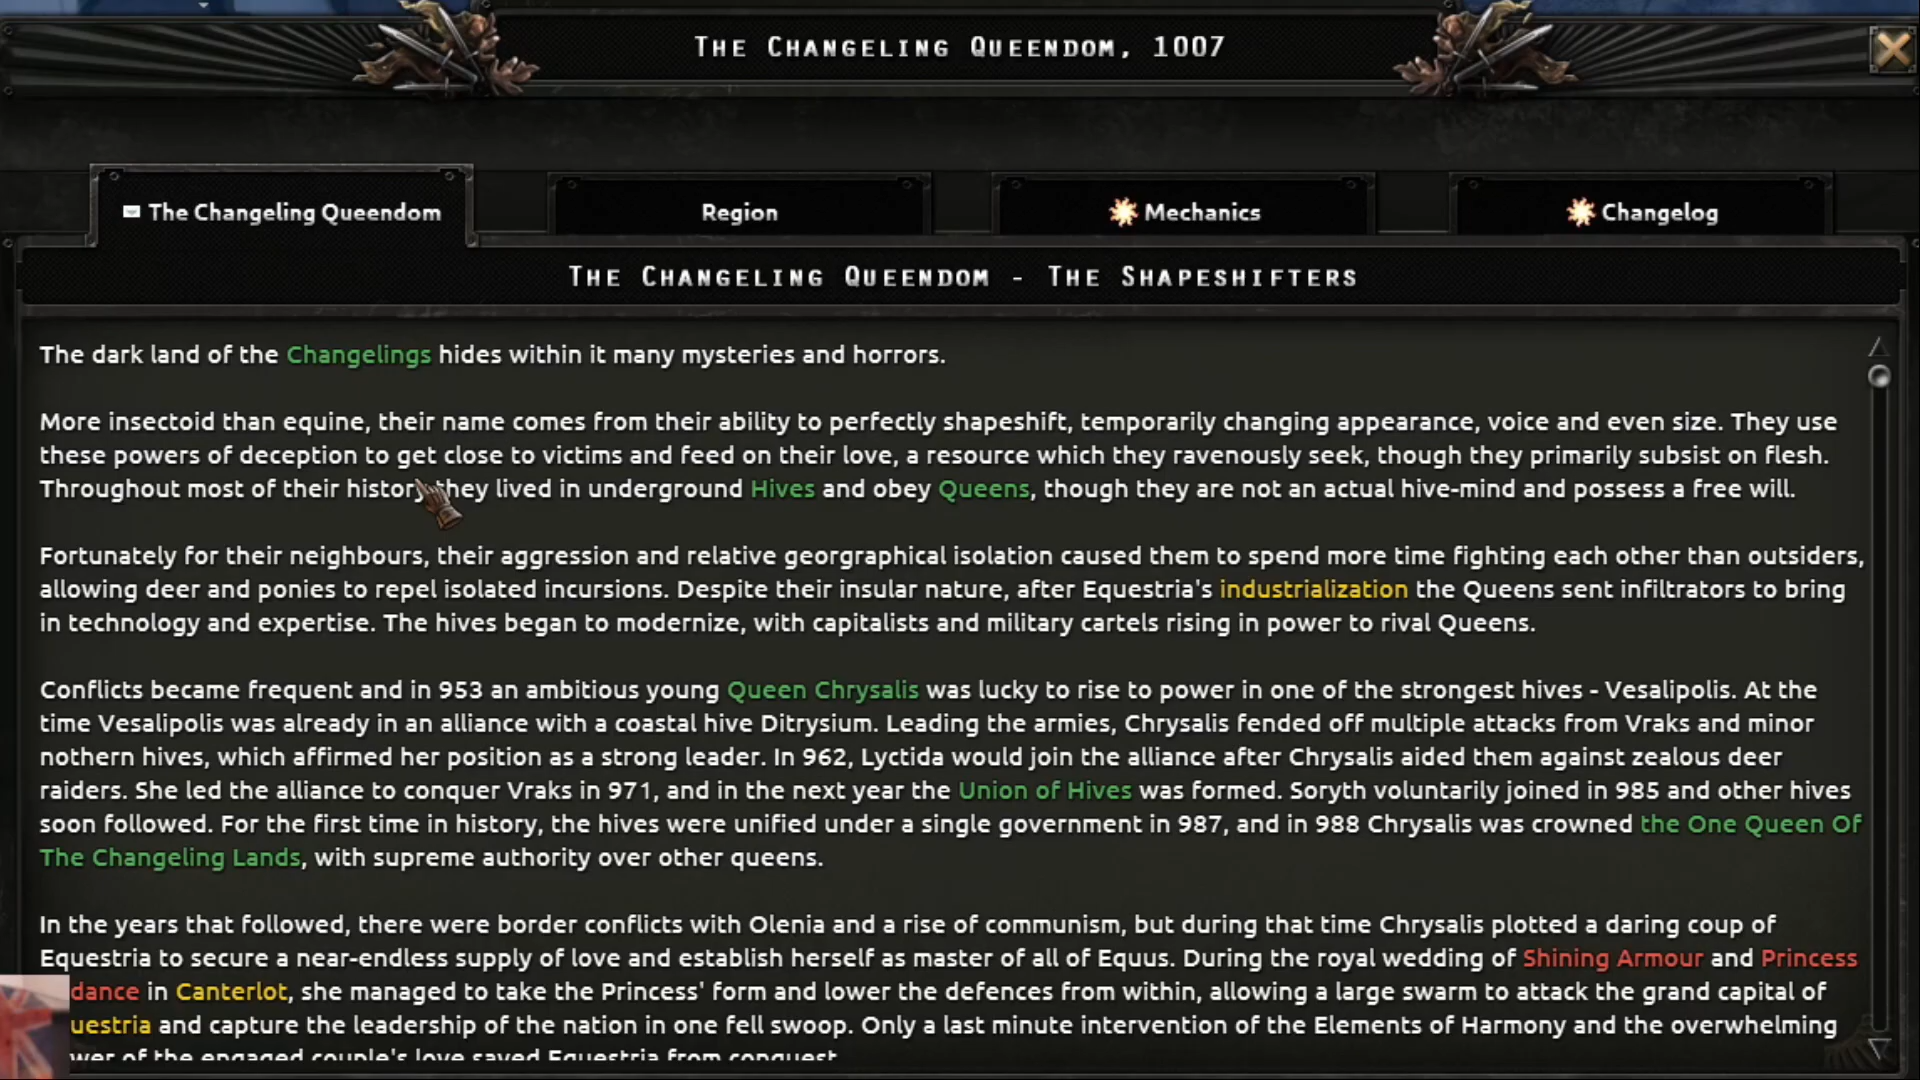 The Changeling Queendom, 1007
The Changeling Queendom
Region
Mechanics
Changelog
The Changeling Queendom - The Shapeshifters
The dark land of the Changelings hides within it many mysteries and horrors.
More insectoid than equine, their name comes from their ability to perfectly shapeshift, temporarily changing appearance, voice and even size. They use
these powers of deception to get close to victims and feed on their love, a resource which they ravenously seek, though they primarily subsist on flesh.
Throughout most of their history they lived in underground Hives and obey Queens, though they are not an actual hive-mind and possess a free will.
Fortunately for their neighbours, their aggression and relative georgraphical isolation caused them to spend more time fighting each other than outsiders,
allowing deer and ponies to repel isolated incursions. Despite their insular nature, after Equestria's industrialization the Queens sent infiltrators to bring
in technology and expertise. The hives began to modernize, with capitalists and military cartels rising in power to rival Queens.
Conflicts became frequent and in 953 an ambitious young Queen Chrysalis was lucky to rise to power in one of the strongest hives - Vesalipolis. At the
time Vesalipolis was already in an alliance with a coastal hive Ditrysium. Leading the armies, Chrysalis fended off multiple attacks from Vraks and minor
nothern hives, which affirmed her position as a strong leader. In 962, Lyctida would join the alliance after Chrysalis aided them against zealous deer
raiders. She led the alliance to conquer Vraks in 971, and in the next year the Union of Hives was formed. Soryth voluntarily joined in 985 and other hives
soon followed. For the first time in history, the hives were unified under a single government in 987, and in 988 Chrysalis was crowned the One Queen Of
The Changeling Lands, with supreme authority over other queens.
In the years that followed, there were border conflicts with Olenia and a rise of communism, but during that time Chrysalis plotted a daring coup of
Equestria to secure a near-endless supply of love and establish herself as master of all of Equus. During the royal wedding of Shining Armour and Princess
dance in Canterlot, she managed to take the Princess' form and lower the defences from within, allowing a large swarm to attack the grand capital of
uestria and capture the leadership of the nation in one fell swoop. Only a last minute intervention of the Elements of Harmony and the overwhelming
wer of the engaged couple's love saved Equestria from conquest